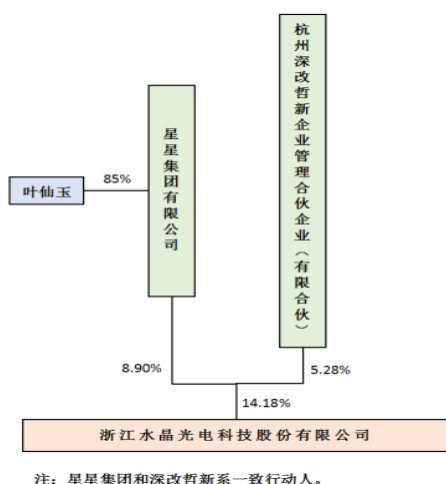 杭州深改哲新企业管理合伙企业（有限合伙）
星星集团有限公司
叶仙玉
85%
8.90%
5.28%
14.18%
浙江水晶光电科技股份有限公司
注：星星集团和深改哲新系一致行动人。